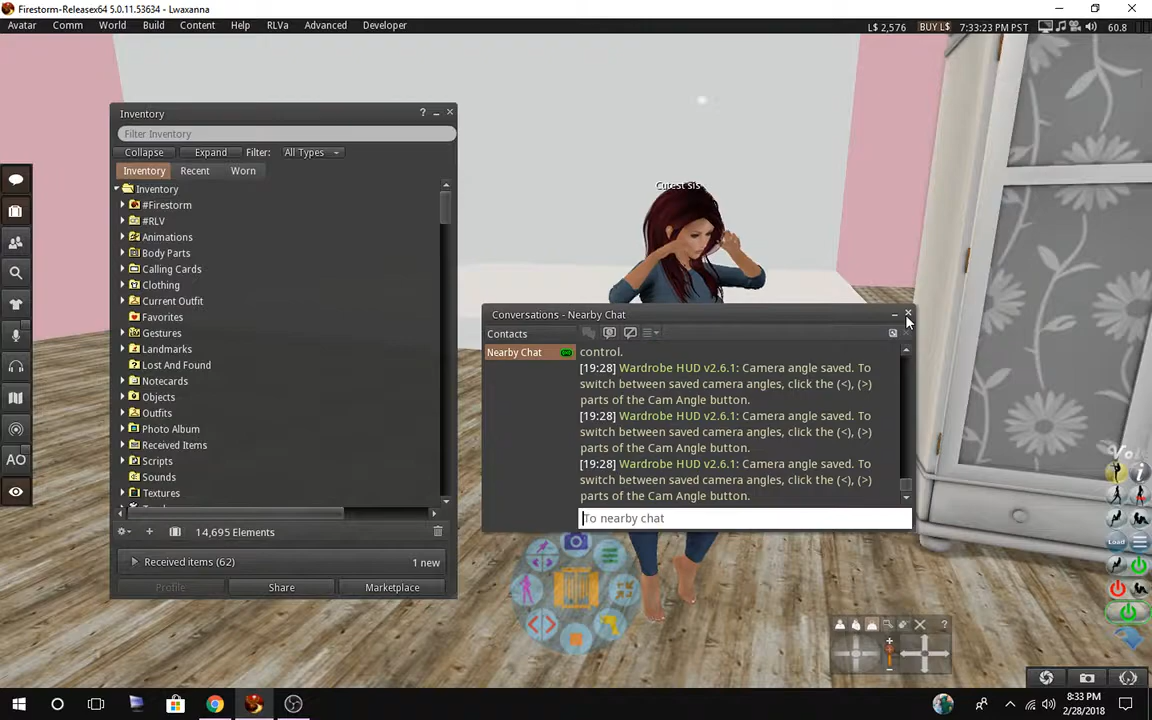 Firestorm-Releasex64 5.0.11.53634 - Lwaxanna
Avatar Comm World Build Content Help RLVa Advanced Developer
L$ 2,576 BUY L$ 7:33:23 PM PST 60.8
Inventory
Filter Inventory
Collapse Expand Filter: All Types
Inventory Recent Worn
Inventory
#Firestorm
#RLV
Animations
Body Parts
Calling Cards
Clothing
Current Outfit
Favorites
Gestures
Landmarks
Lost And Found
Notecards
Objects
Outfits
Photo Album
Received Items
Scripts
Sounds
Textures
14,695 Elements
Received items (62) 1 new
Profile Share Marketplace
Cutest sis
Conversations - Nearby Chat
Contacts
Nearby Chat
control.
[19:28] Wardrobe HUD v2.6.1: Camera angle saved. To
switch between saved camera angles, click the (<), (>)
parts of the Cam Angle button.
[19:28] Wardrobe HUD v2.6.1: Camera angle saved. To
switch between saved camera angles, click the (<), (>)
parts of the Cam Angle button.
[19:28] Wardrobe HUD v2.6.1: Camera angle saved. To
switch between saved camera angles, click the (<), (>)
parts of the Cam Angle button.
To nearby chat
AO
Load
8:33 PM
2/28/2018